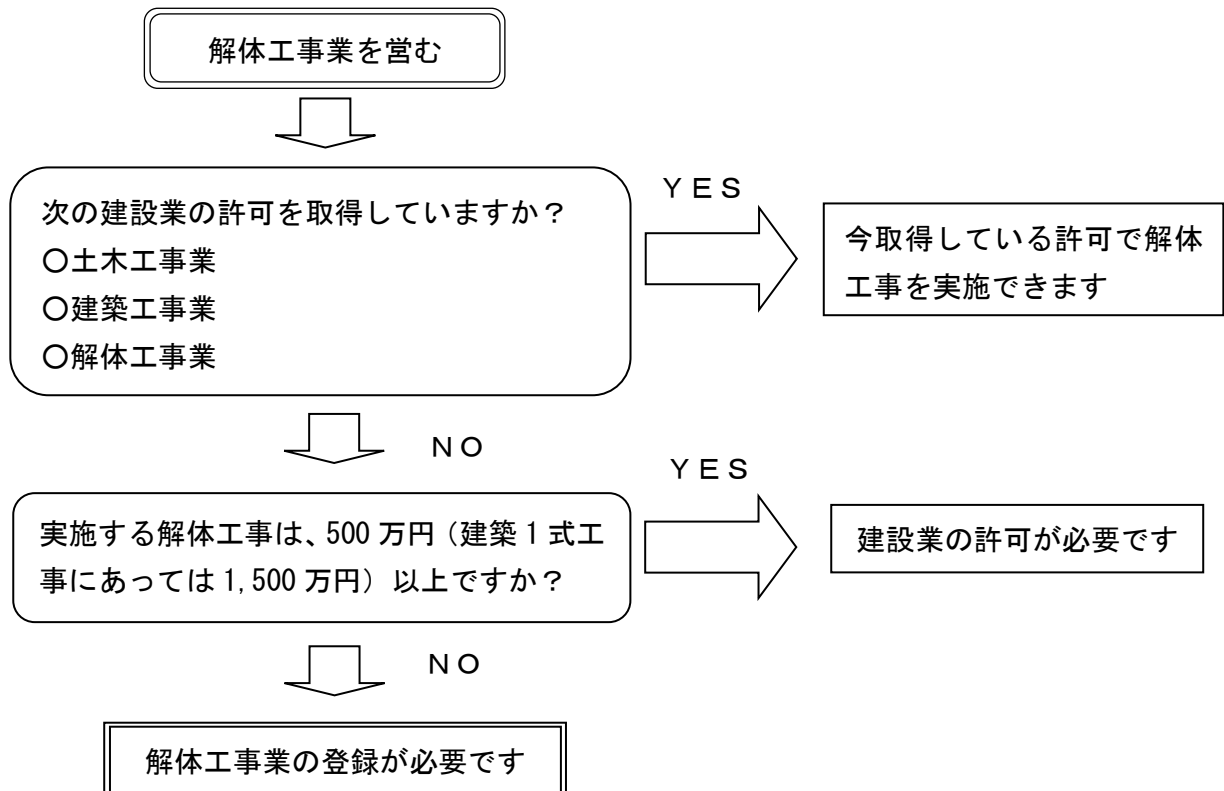 解体工事業を営む
次の建設業の許可を取得していますか？
〇土木工事業
〇建築工事業
〇解体工事業
ＹＥＳ
今取得している許可で解体
工事を実施できます
ＮＯ
実施する解体工事は、500 万円（建築 1 式工
事にあっては 1,500 万円）以上ですか？
ＹＥＳ
建設業の許可が必要です
ＮＯ
解体工事業の登録が必要です